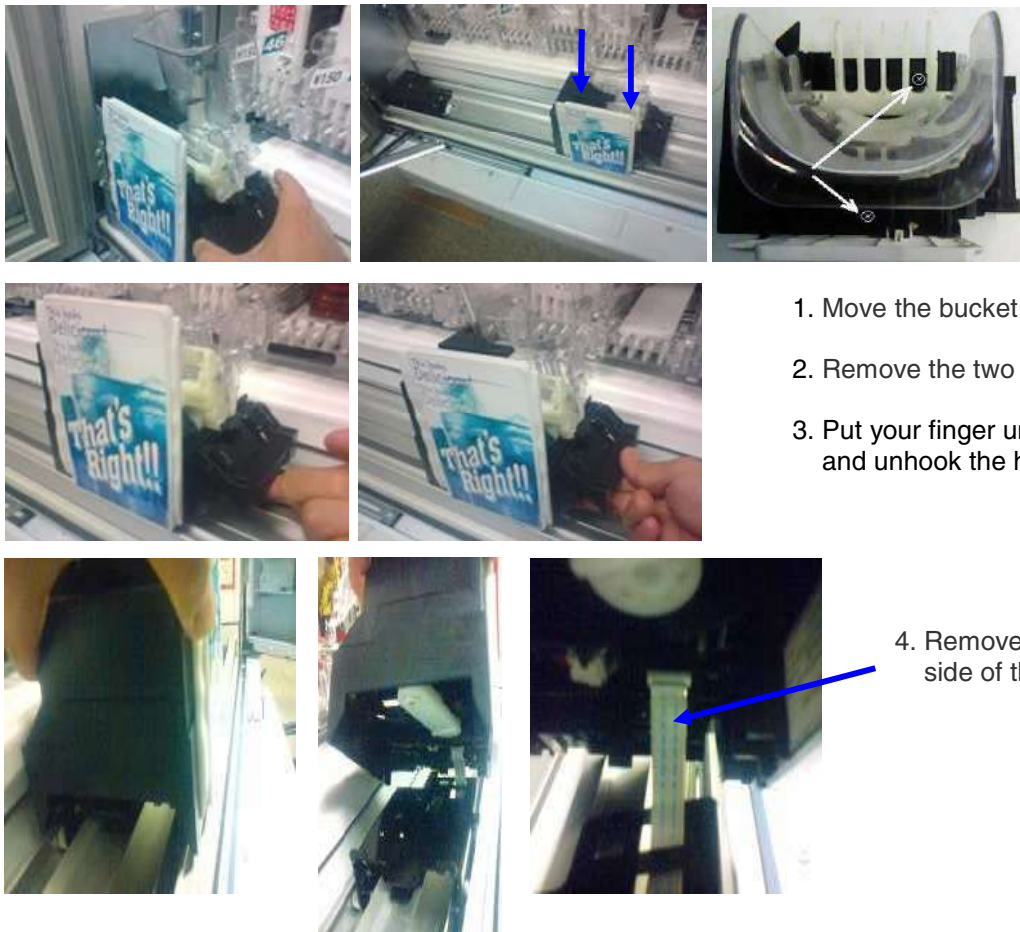 46
¥150
That's
Right!!
That's
Right!!
That's
Right!!
That's
Right!!
1. Move the bucket
2. Remove the two
3. Put your finger
and unhook the
4. Remove
side of